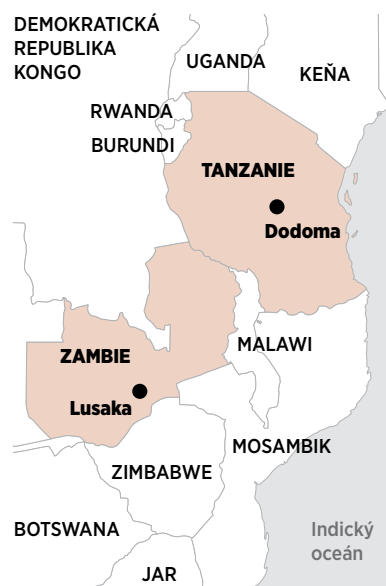 DEMOKRATICKÁ
REPUBLIKA
KONGO
UGANDA
KEŇA
RWANDA
BURUNDI
TANZANIE
Dodoma
ZAMBIE
MALAWI
Lusaka
MOSAMBIK
ZIMBABWE
BOTSWANA
Indický
oceán
JAR